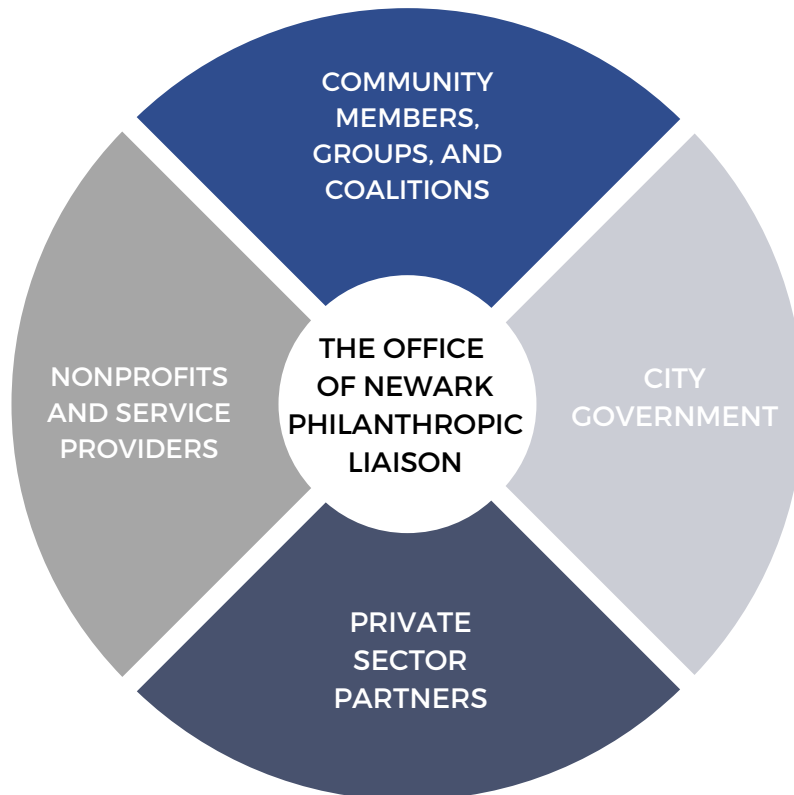 COMMUNITY
MEMBERS,
GROUPS, AND
COALITIONS
NONPROFITS
AND SERVICE
PROVIDERS
THE OFFICE
OF NEWARK
PHILANTHROPIC
LIAISON
CITY
GOVERNMENT
PRIVATE
SECTOR
PARTNERS